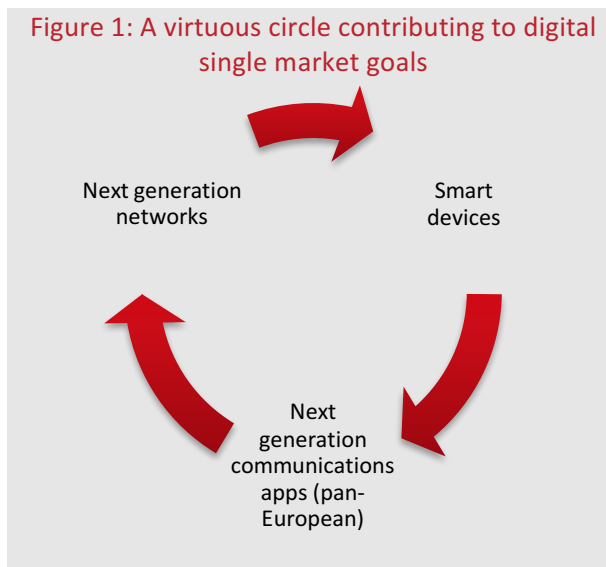 Figure 1: A virtuous circle contributing to digital
single market goals
Next generation
networks
Smart
devices
Next
generation
communications
apps (pan-
European)